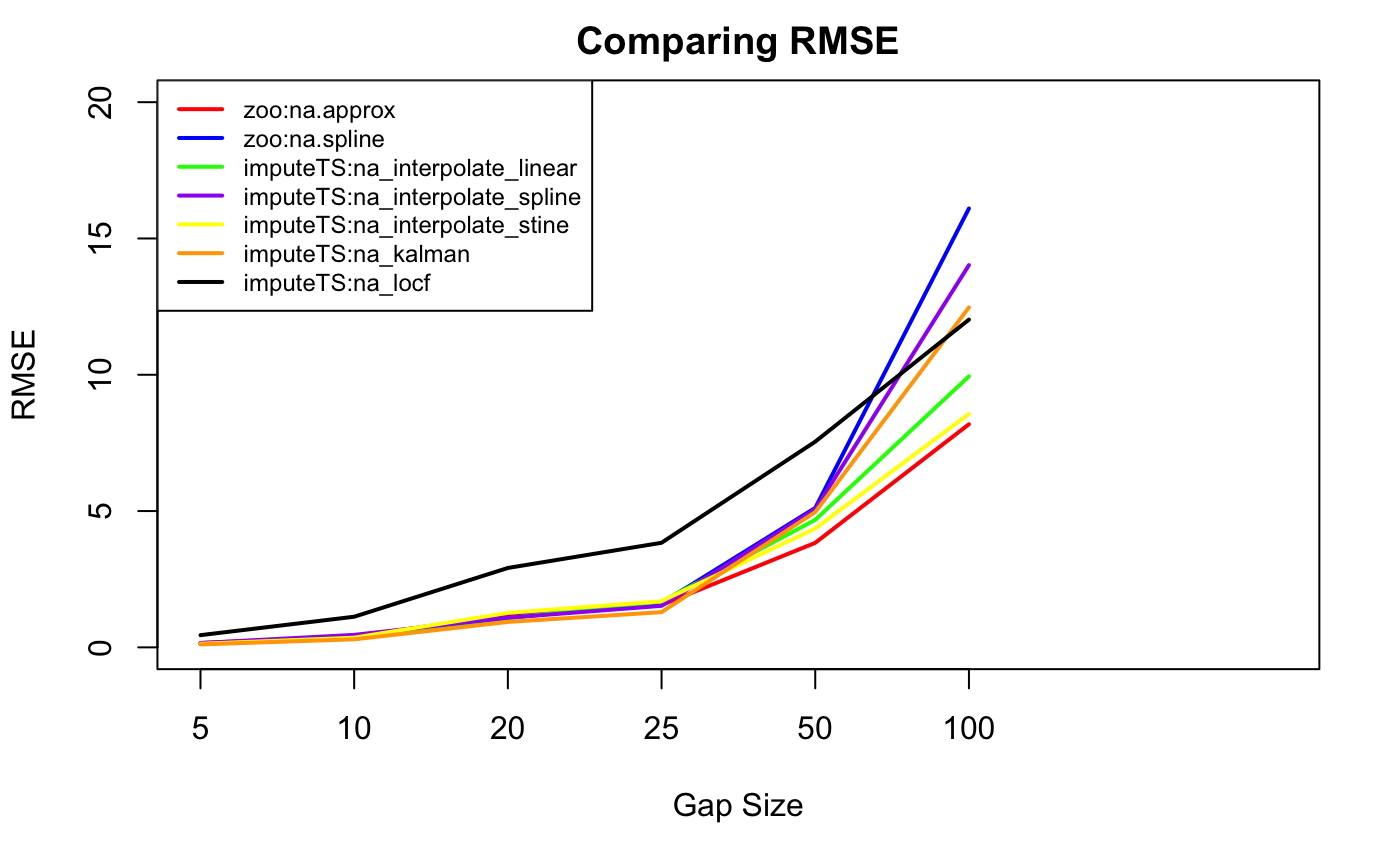 Comparing RMSE
zoo:na.approx
zoo:na.spline
imputeTS:na_interpolate_linear
imputeTS:na_interpolate_spline
imputeTS:na_interpolate_stine
imputeTS:na_kalman
imputeTS:na_locf
RMSE
20
15
10
5
0
5 10 20 25 50 100
Gap Size